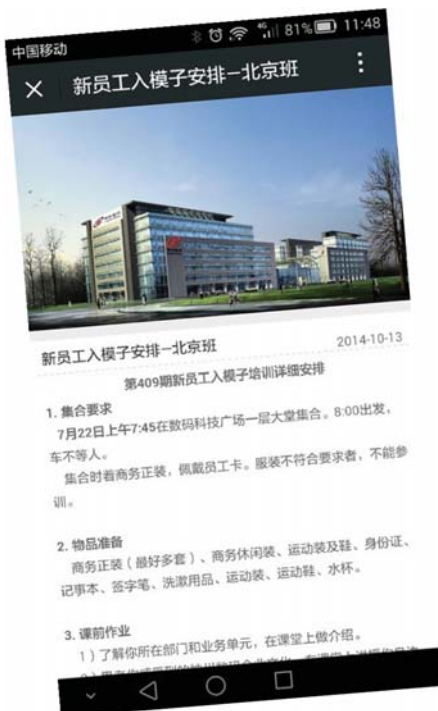 中国移动 4G 81% 11:48
新员工入模子安排-北京班
新员工入模子安排-北京班 2014-10-13
第409期新员工入模子培训详细安排
1. 集合要求
7月22日上午7:45在数码科技广场一层大堂集合。8:00出发，
车不等人。
集合时着商务正装，佩戴员工卡。服装不符合要求者，不能参
训。
2. 物品准备
商务正装（最好多套）、商务休闲装、运动装及鞋、身份证、
记事本、签字笔、洗漱用品、运动装、运动鞋、水杯。
3. 课前作业
1）了解你所在部门和业务单元，在课堂上做介绍。